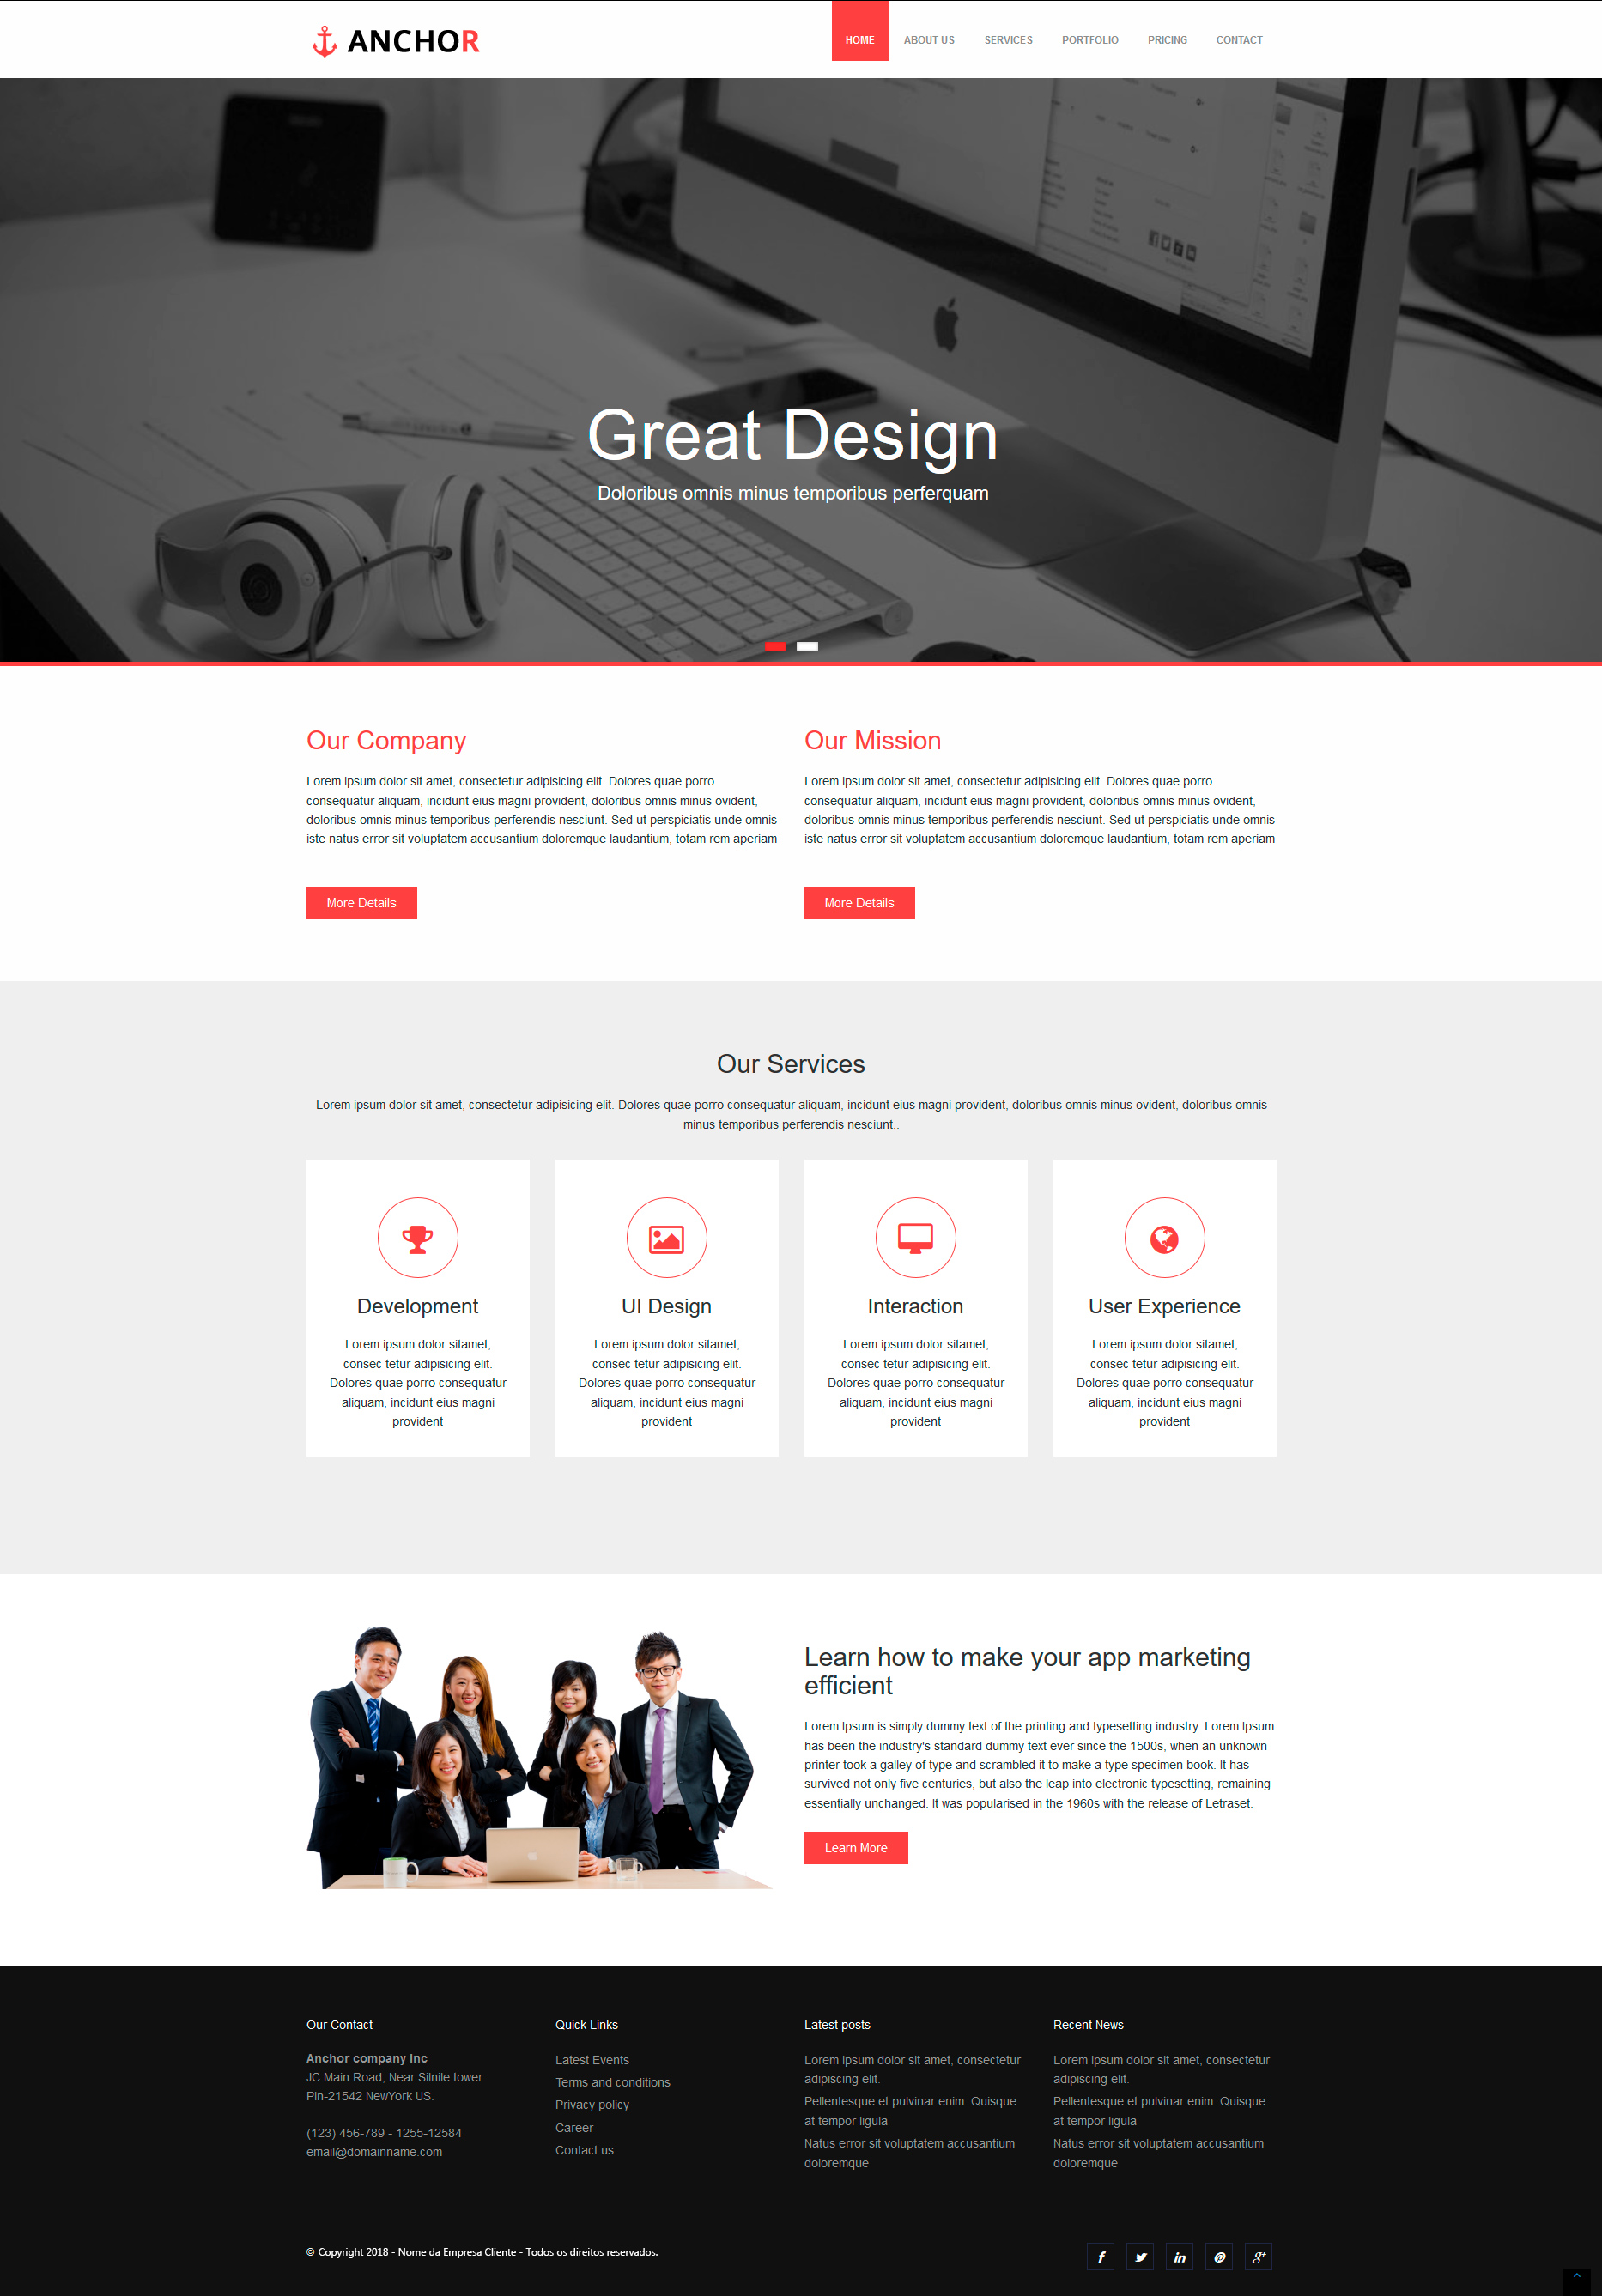 ANCHOR
HOME ABOUT US SERVICES PORTFOLIO PRICING CONTACT
Great Design
Doloribus omnis minus temporibus perferquam
Our Company
Lorem ipsum dolor sit amet, consectetur adipisicing elit. Dolores quae porro
consequatur aliquam, incidunt eius magni provident, doloribus omnis minus ovident,
doloribus omnis minus temporibus perferendis nesciunt. Sed ut perspiciatis unde omnis
iste natus error sit voluptatem accusantium doloremque laudantium, totam rem aperiam
More Details
Our Mission
Lorem ipsum dolor sit amet, consectetur adipisicing elit. Dolores quae porro
consequatur aliquam, incidunt eius magni provident, doloribus omnis minus ovident,
doloribus omnis minus temporibus perferendis nesciunt. Sed ut perspiciatis unde omnis
iste natus error sit voluptatem accusantium doloremque laudantium, totam rem aperiam
More Details
Our Services
Lorem ipsum dolor sit amet, consectetur adipisicing elit. Dolores quae porro consequatur aliquam, incidunt eius magni provident, doloribus omnis minus ovident, doloribus omnis
minus temporibus perferendis nesciunt..
Development
Lorem ipsum dolor sitamet,
consec tetur adipisicing elit.
Dolores quae porro consequatur
aliquam, incidunt eius magni
provident
UI Design
Lorem ipsum dolor sitamet,
consec tetur adipisicing elit.
Dolores quae porro consequatur
aliquam, incidunt eius magni
provident
Interaction
Lorem ipsum dolor sitamet,
consec tetur adipisicing elit.
Dolores quae porro consequatur
aliquam, incidunt eius magni
provident
User Experience
Lorem ipsum dolor sitamet,
consec tetur adipisicing elit.
Dolores quae porro consequatur
aliquam, incidunt eius magni
provident
Learn how to make your app marketing
efficient
Lorem Ipsum is simply dummy text of the printing and typesetting industry. Lorem Ipsum
has been the industry's standard dummy text ever since the 1500s, when an unknown
printer took a galley of type and scrambled it to make a type specimen book. It has
survived not only five centuries, but also the leap into electronic typesetting, remaining
essentially unchanged. It was popularised in the 1960s with the release of Letraset.
Learn More
Our Contact
Anchor company Inc
JC Main Road, Near Silnile tower
Pin-21542 NewYork US.
(123) 456-789 - 1255-12584
email@domainname.com
Quick Links
Latest Events
Terms and conditions
Privacy policy
Career
Contact us
Latest posts
Lorem ipsum dolor sit amet, consectetur
adipiscing elit.
Pellentesque et pulvinar enim. Quisque
at tempor ligula
Natus error sit voluptatem accusantium
doloremque
Recent News
Lorem ipsum dolor sit amet, consectetur
adipiscing elit.
Pellentesque et pulvinar enim. Quisque
at tempor ligula
Natus error sit voluptatem accusantium
doloremque
© Copyright 2018 - Nome da Empresa Cliente - Todos os direitos reservados.